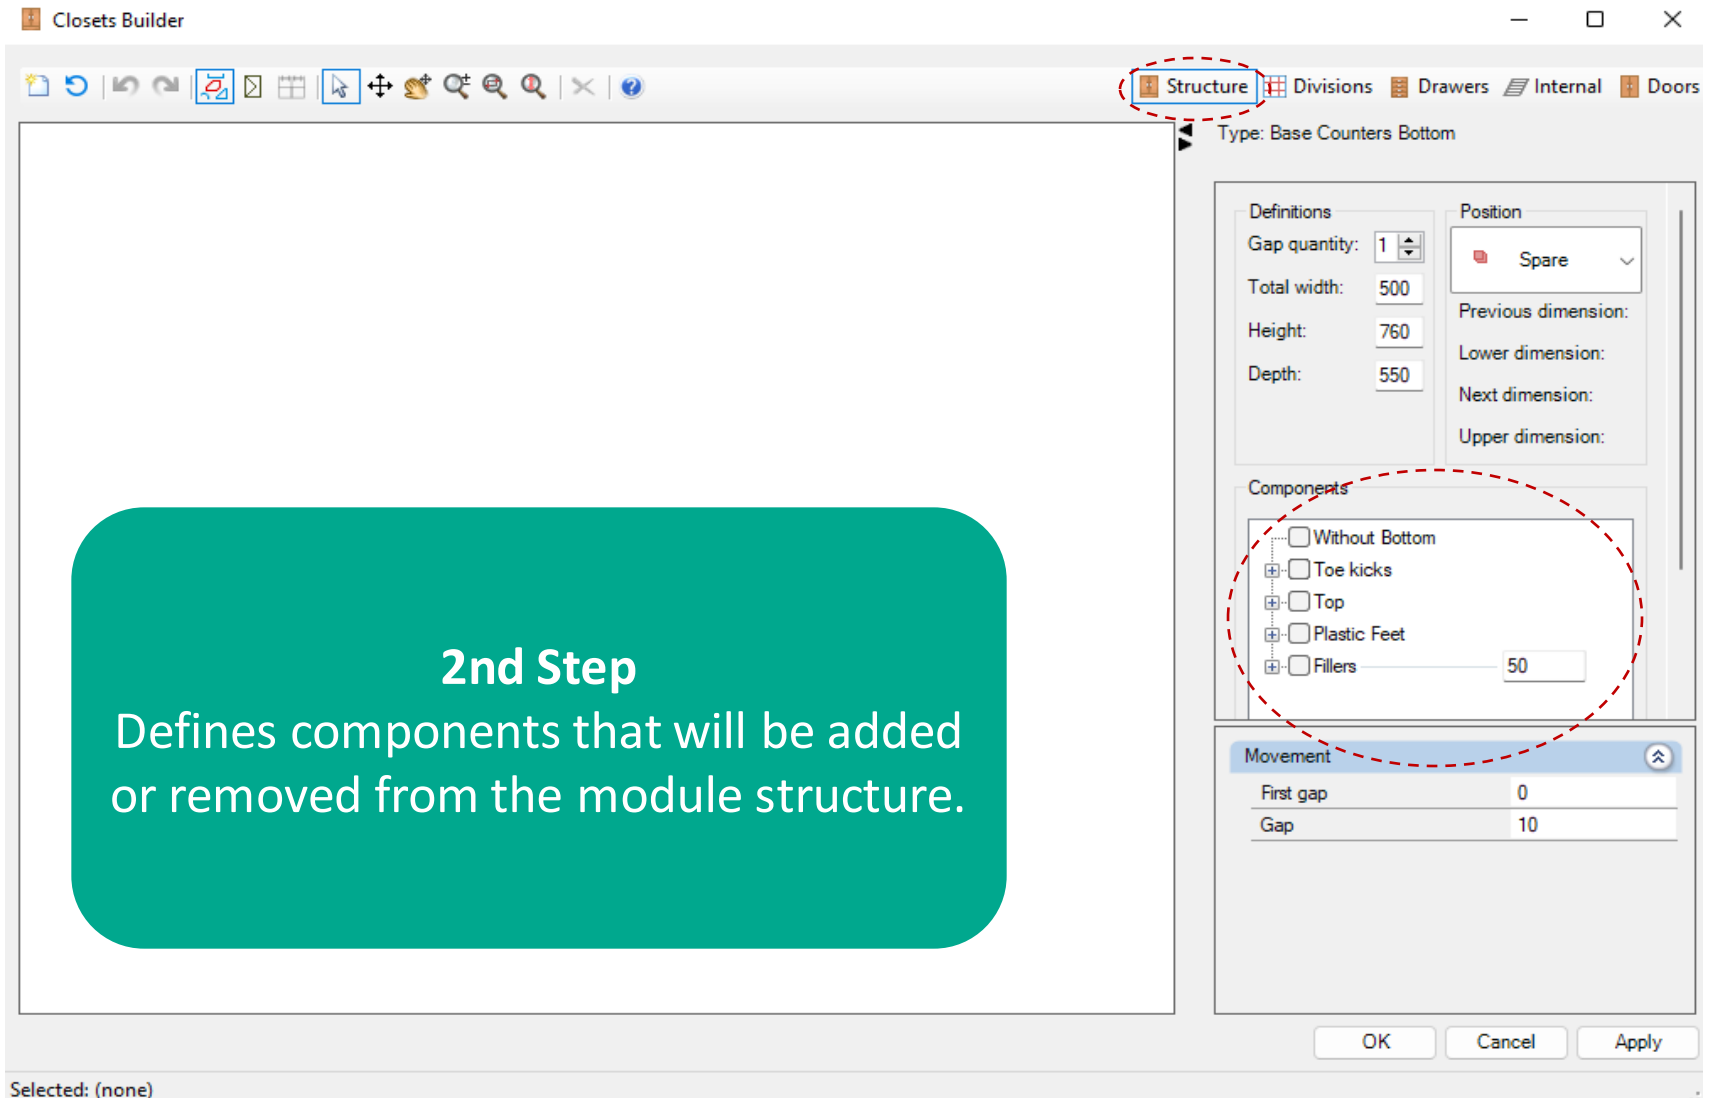 Closets Builder
Structure Divisions Drawers Internal Doors
Type: Base Counters Bottom
Definitions
Gap quantity: 1
Total width: 500
Height: 760
Depth: 550
Position
Spare
Previous dimension:
Lower dimension:
Next dimension:
Upper dimension:
Components
Without Bottom
Toe kicks
Top
Plastic Feet
Fillers 50
2nd Step
Defines components that will be added
or removed from the module structure.
Movement
First gap 0
Gap 10
OK Cancel Apply
Selected: (none)